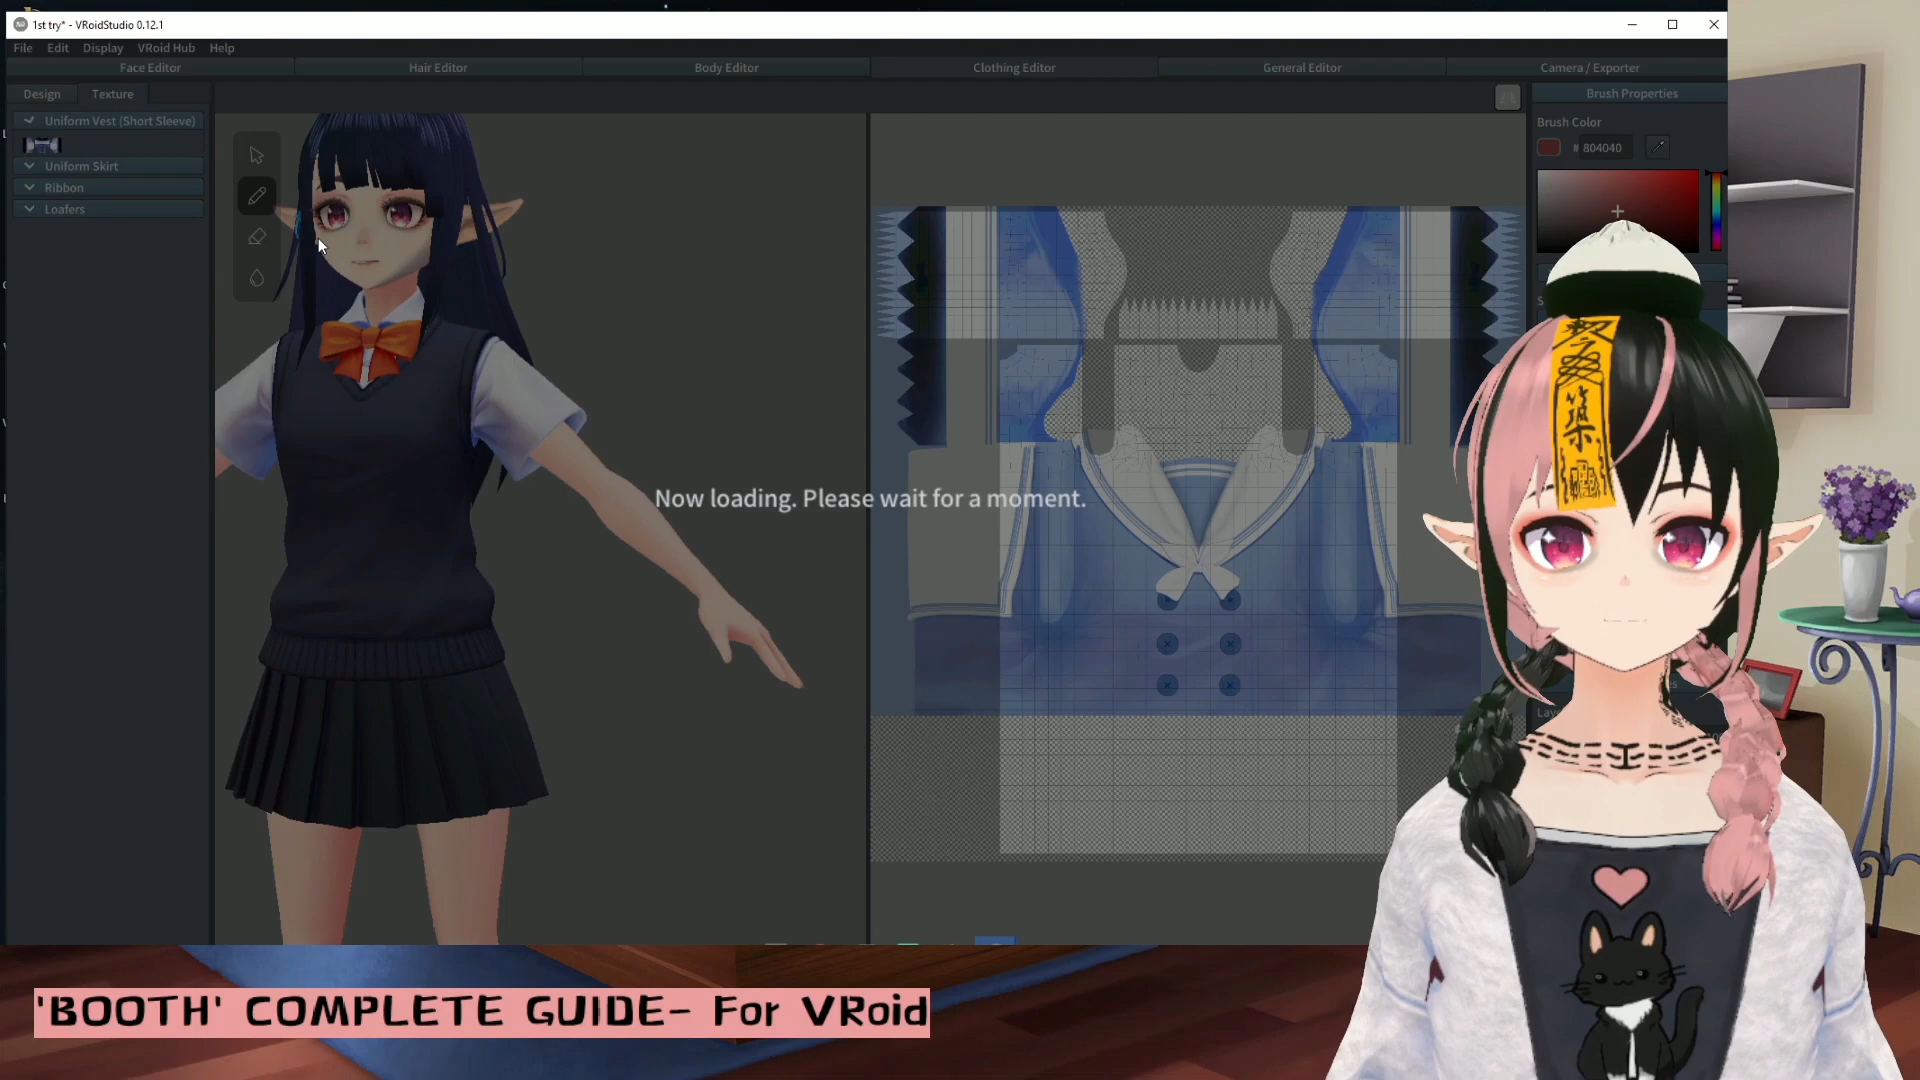 1st try* - VRoidStudio 0.12.1
File Edit Display VRoid Hub Help
Face Editor Hair Editor Body Editor Clothing Editor General Editor Camera / Exporter
Design Texture
Brush Properties
Uniform Vest (Short Sleeve)
Brush Color
# 804040
Uniform Skirt
Ribbon
Loafers
Now loading. Please wait for a moment.
'BOOTH' COMPLETE GUIDE- For VRoid